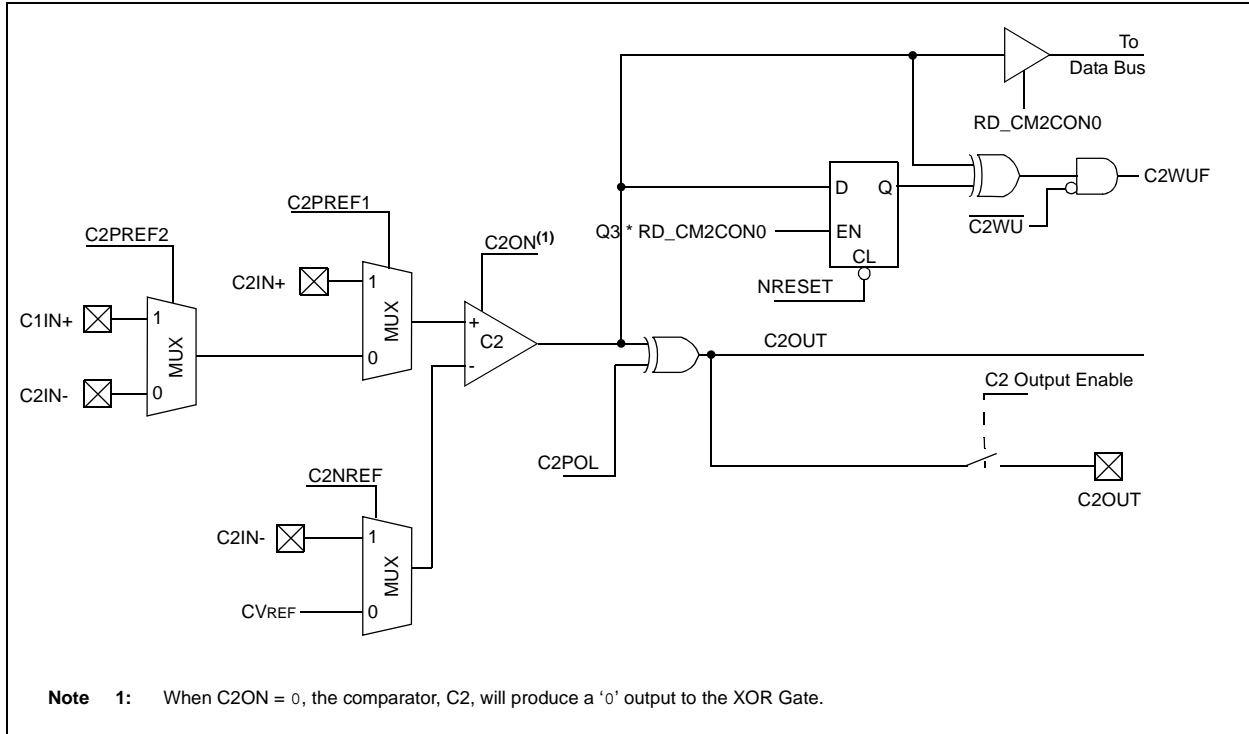 To
Data Bus
RD_CM2CON0
D Q
C2WUF
C2WU
Q3 * RD_CM2CON0
EN
CL
NRESET
C2PREF1
C2PREF2
C2ON(1)
C2IN+
1
MUX
0
C1IN+
1
MUX
C2IN-
0
+
C2
-
C2OUT
C2 Output Enable
C2POL
C2OUT
C2NREF
C2IN-
1
MUX
CVREF
0
Note 1: When C2ON = 0, the comparator, C2, will produce a ‘0’ output to the XOR Gate.